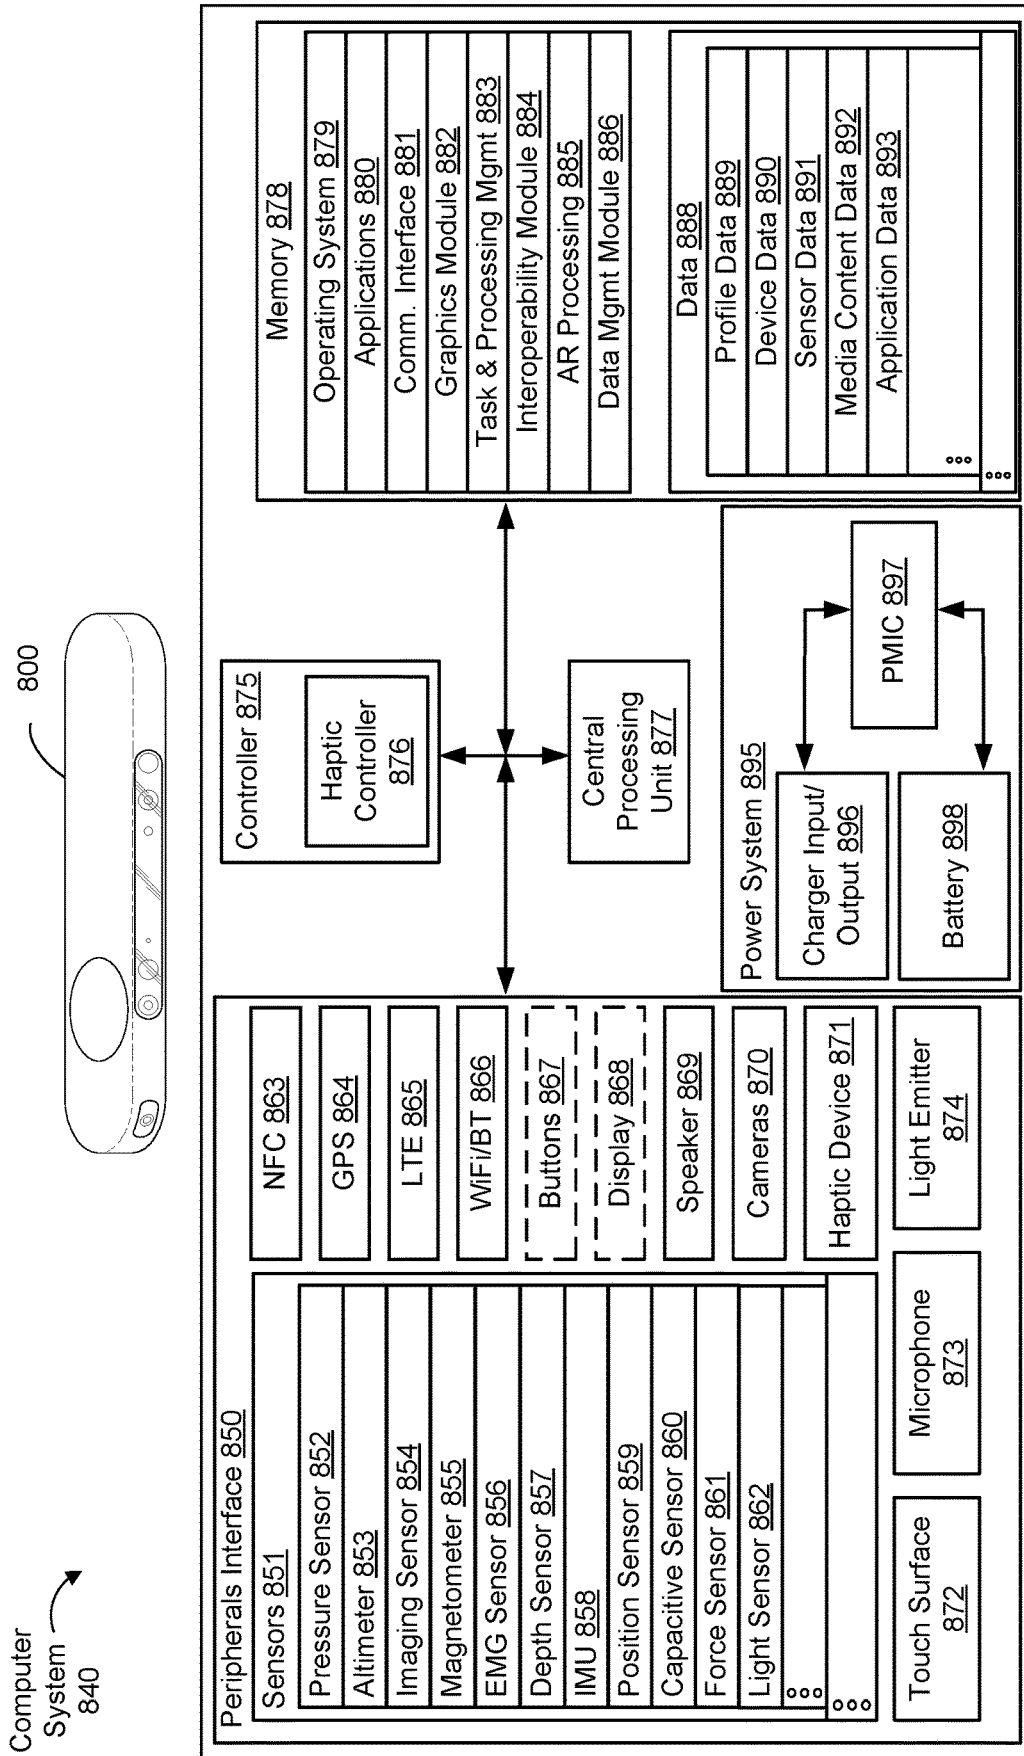 Computer
System
840
800
Peripherals Interface 850
Sensors 851
Pressure Sensor 852
Altimeter 853
Imaging Sensor 854
Magnetometer 855
EMG Sensor 856
Depth Sensor 857
IMU 858
Position Sensor 859
Capacitive Sensor 860
Force Sensor 861
Light Sensor 862
NFC 863
GPS 864
LTE 865
WiFi/BT 866
Buttons 867
Display 868
Speaker 869
Cameras 870
Haptic Device 871
Touch Surface
872
Microphone
873
Light Emitter
874
Controller 875
Haptic
Controller
876
Central
Processing
Unit 877
Power System 895
Charger Input/
Output 896
Battery 898
PMIC 897
Memory 878
Operating System 879
Applications 880
Comm. Interface 881
Graphics Module 882
Task & Processing Mgmt 883
Interoperability Module 884
AR Processing 885
Data Mgmt Module 886
Data 888
Profile Data 889
Device Data 890
Sensor Data 891
Media Content Data 892
Application Data 893